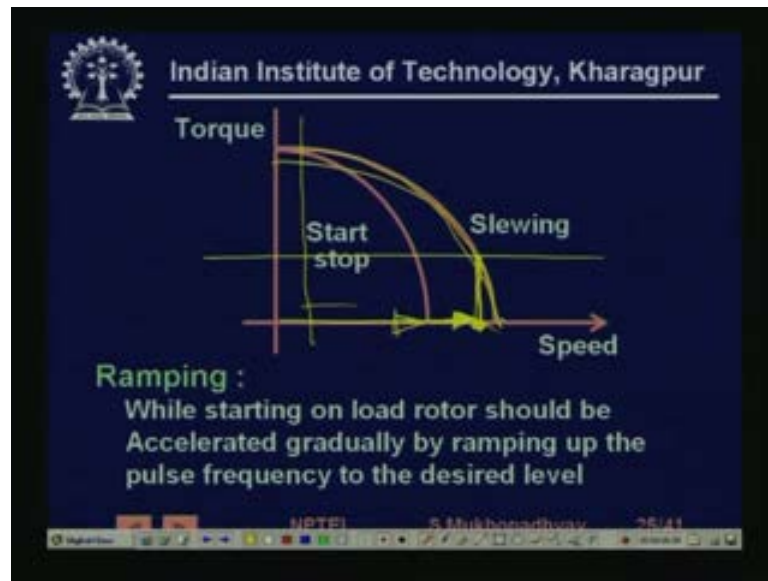 Indian Institute of Technology, Kharagpur
Torque
Slewing
Start
stop
Speed
Ramping :
While starting on load rotor should be
Accelerated gradually by ramping up the
pulse frequency to the desired level
NPTEL S.Mukhopadhyay 25/41